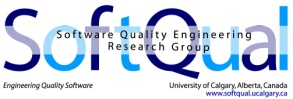 SoftQual
Software Quality Engineering
Research Group
Engineering Quality Software
University of Calgary, Alberta, Canada
www.softqual.ucalgary.ca